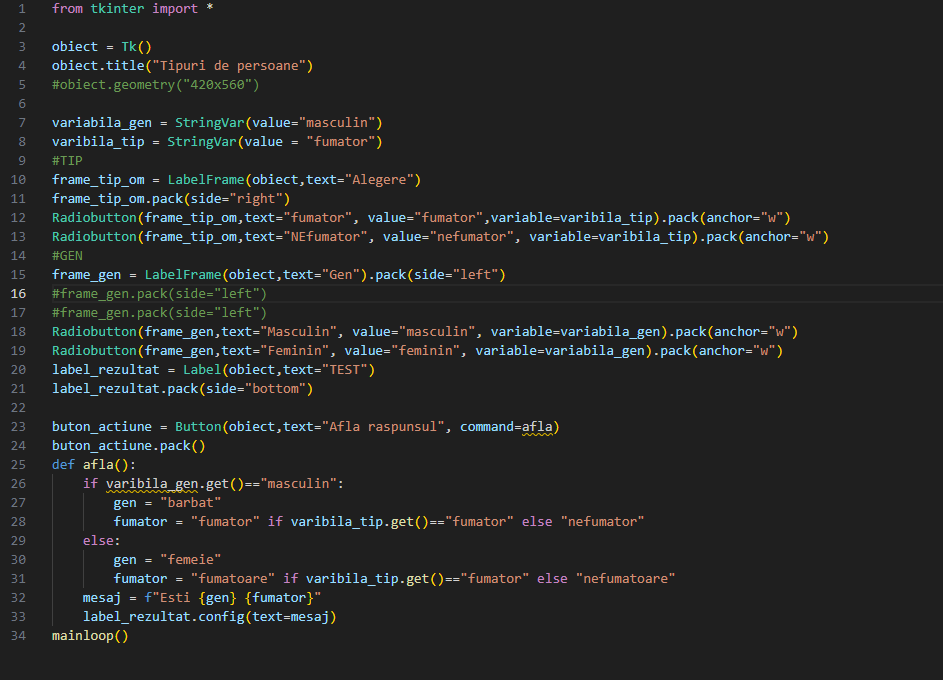 1 from tkinter import *
2
3 obiect = Tk()
4 obiect.title("Tipuri de persoane")
5 #obiect.geometry("420x560")
6
7 variabila_gen = StringVar(value="masculin")
8 varibila_tip = StringVar(value = "fumator")
9 #TIP
10 frame_tip_om = LabelFrame(obiect,text="Alegere")
11 frame_tip_om.pack(side="right")
12 Radiobutton(frame_tip_om,text="fumator", value="fumator",variable=varibila_tip).pack(anchor="w")
13 Radiobutton(frame_tip_om,text="NEfumator", value="nefumator", variable=varibila_tip).pack(anchor="w")
14 #GEN
15 frame_gen = LabelFrame(obiect,text="Gen").pack(side="left")
16 #frame_gen.pack(side="left")
17 #frame_gen.pack(side="left")
18 Radiobutton(frame_gen,text="Masculin", value="masculin", variable=variabila_gen).pack(anchor="w")
19 Radiobutton(frame_gen,text="Feminin", value="feminin", variable=variabila_gen).pack(anchor="w")
20 label_rezultat = Label(obiect,text="TEST")
21 label_rezultat.pack(side="bottom")
22
23 buton_actiune = Button(obiect,text="Afla raspunsul", command=afla)
24 buton_actiune.pack()
25 def afla():
26     if varibila_gen.get()=="masculin":
27         gen = "barbat"
28         fumator = "fumator" if varibila_tip.get()=="fumator" else "nefumator"
29     else:
30         gen = "femeie"
31         fumator = "fumatoare" if varibila_tip.get()=="fumator" else "nefumatoare"
32     mesaj = f"Esti {gen} {fumator}"
33     label_rezultat.config(text=mesaj)
34 mainloop()